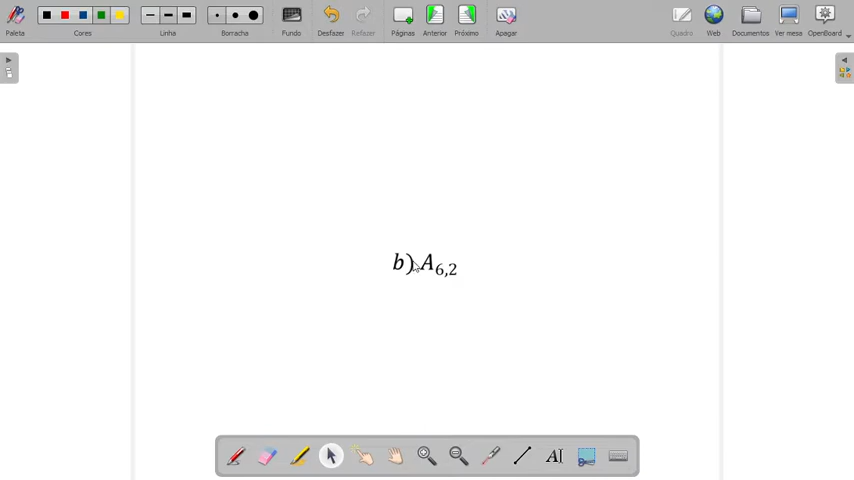 Paleta Cores Linha Borracha Fundo Desfazer Refazer Páginas Anterior Próximo Apagar Quadro Web Documentos Ver mesa OpenBoard
b) A6,2